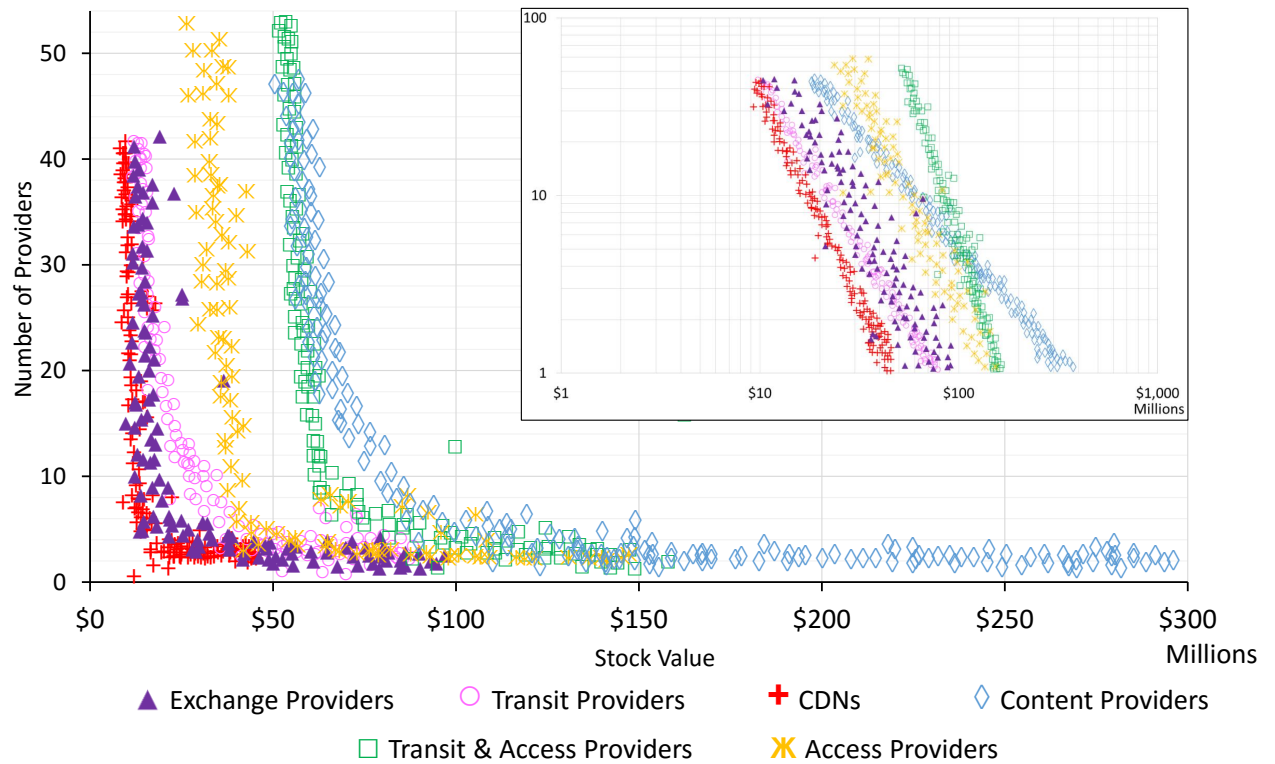 100
10
1
$1
$10
$100
$1,000
Millions
50
40
30
20
10
0
Number of Providers
$0
$50
$100
$150
$200
$250
$300
Stock Value
Millions
Exchange Providers
Transit Providers
CDNs
Content Providers
Transit & Access Providers
Access Providers